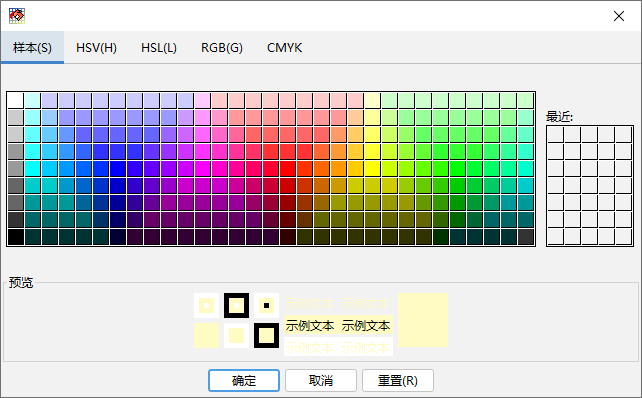 样本(S) HSV(H) HSL(L) RGB(G) CMYK
最近:
预览
示例文本 示例文本
示例文本 示例文本
示例文本 示例文本
确定 取消 重置(R)